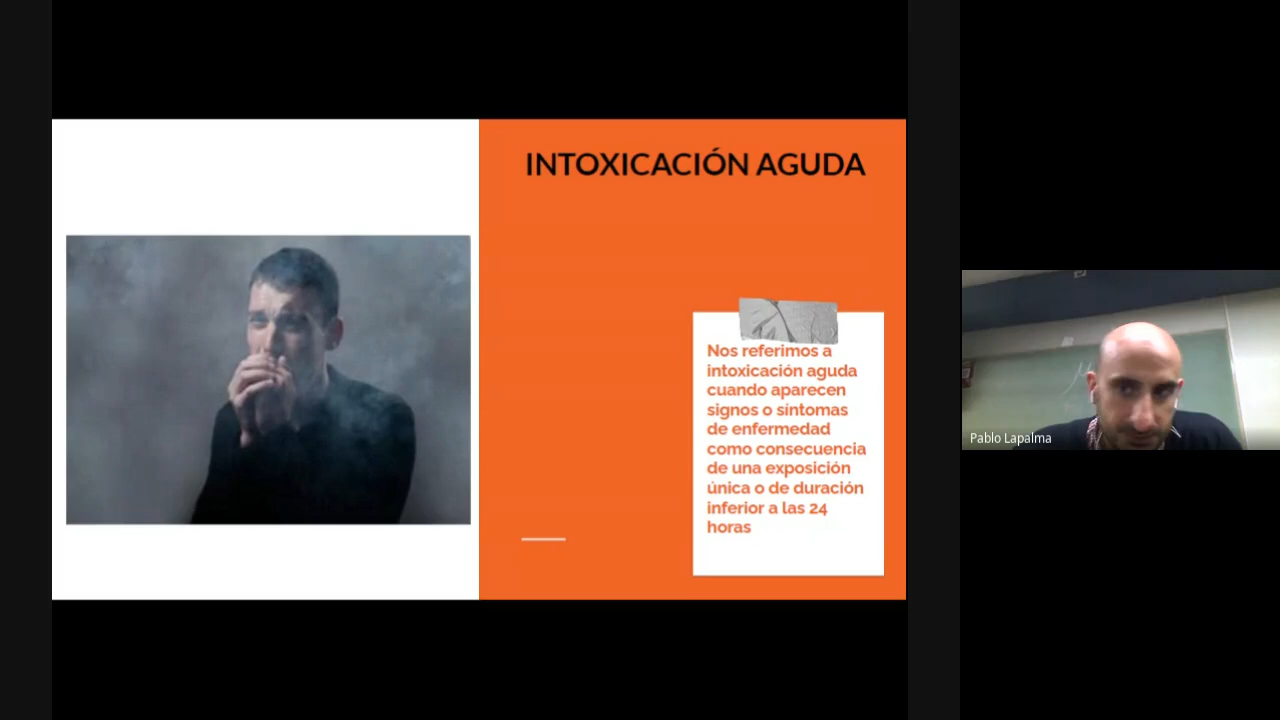 INTOXICACIÓN AGUDA
Nos referimos a
intoxicación aguda
cuando aparecen
signos o síntomas
de enfermedad
como consecuencia
de una exposición
única o de duración
inferior a las 24
horas
Pablo Lapalma